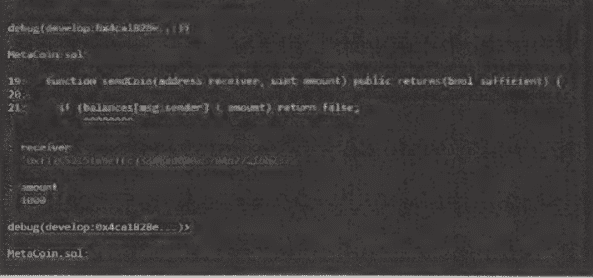 debug(develop:0x4ca1828e...)>
MetaCoin.sol:
19: function sendCoin(address receiver, uint amount) public returns(bool sufficient) {
20:
21: if (balances[msg.sender] < amount) return false;
^^^^^^^^
receiver
amount
1000
debug(develop:0x4ca1828e...)>
MetaCoin.sol: